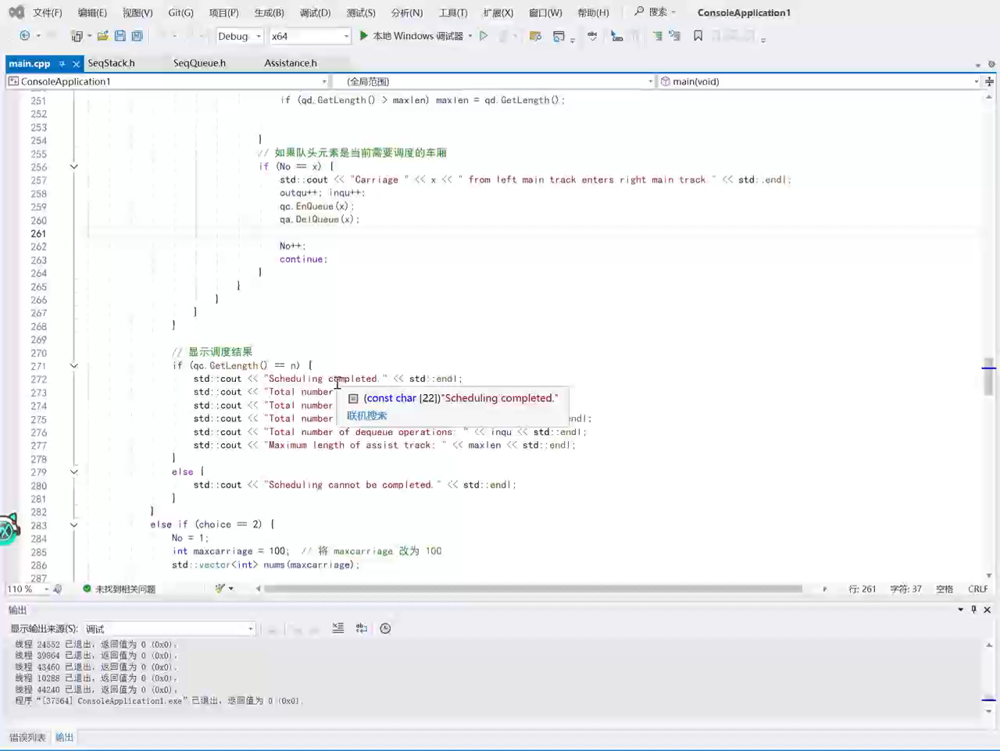 文件(F) 编辑(E) 视图(V) Git(G) 项目(P) 生成(B) 调试(D) 测试(S) 分析(N) 工具(T) 扩展(X) 窗口(W) 帮助(H) 搜索 ConsoleApplication1
Debug x64 本地 Windows 调试器
main.cpp SeqStack.h SeqQueue.h Assistance.h
ConsoleApplication1 (全局范围) main(void)
251 if (qd.GetLength() > maxlen) maxlen = qd.GetLength();
252
253
254 }
255 // 如果队头元素是当前需要调度的车厢
256 if (No == x) {
257 std::cout << "Carriage " << x << " from left main track enters right main track." << std::endl;
258 outqu++; inqu++;
259 qc.EnQueue(x);
260 qa.DelQueue(x);
261
262 No++;
263 continue;
264 }
265 }
266 }
267 }
268 }
269
270 // 显示调度结果
271 if (qc.GetLength() == n) {
272 std::cout << "Scheduling completed." << std::endl;
273 std::cout << "Total number
274 std::cout << "Total number
275 std::cout << "Total number dl;
276 std::cout << "Total number of dequeue operations: " << inqu << std::endl;
277 std::cout << "Maximum length of assist track: " << maxlen << std::endl;
278 }
279 else {
280 std::cout << "Scheduling cannot be completed." << std::endl;
281 }
282 }
283 else if (choice == 2) {
284 No = 1;
285 int maxcarriage = 100; // 将 maxcarriage 改为 100
286 std::vector<int> nums(maxcarriage);
287
(const char [22])"Scheduling completed."
联机搜索
110 % 未找到相关问题 行: 261 字符: 37 空格 CRLF
输出
显示输出来源(S): 调试
线程 24552 已退出，返回值为 0 (0x0)。
线程 39864 已退出，返回值为 0 (0x0)。
线程 43460 已退出，返回值为 0 (0x0)。
线程 10288 已退出，返回值为 0 (0x0)。
线程 44240 已退出，返回值为 0 (0x0)。
程序“[37564] ConsoleApplication1.exe”已退出，返回值为 0 (0x0)。
错误列表 输出